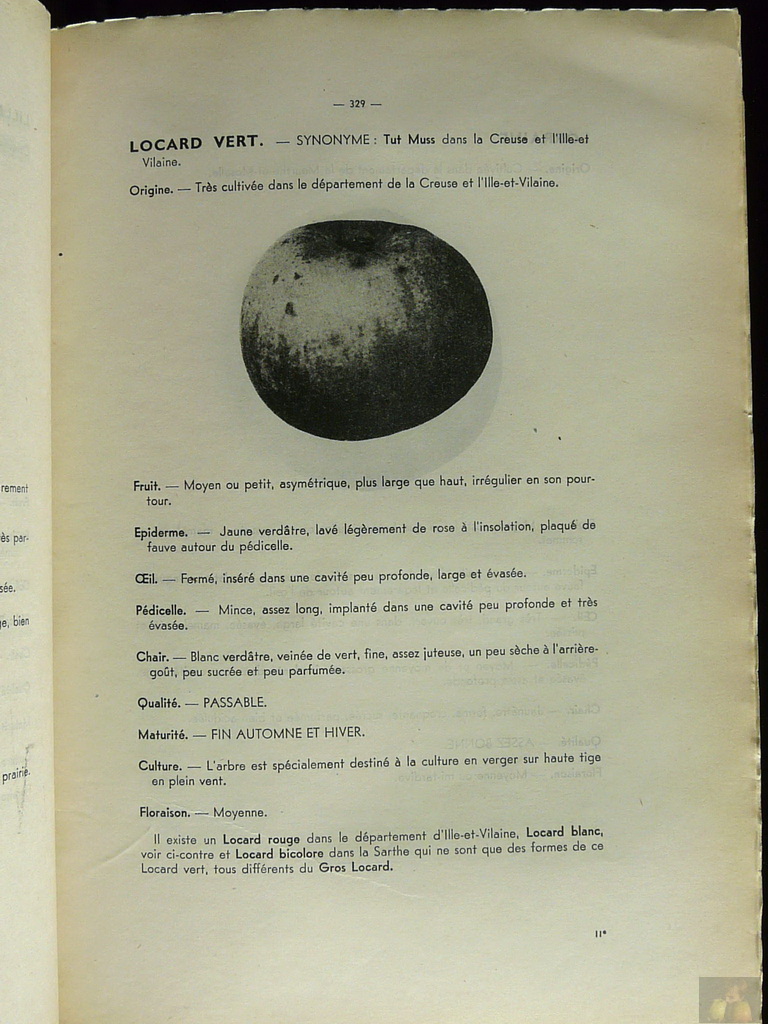 — 329 —
LOCARD VERT. — SYNONYME : Tut Muss dans la Creuse et l'Ille-et
Vilaine.
Origine. — Très cultivée dans le département de la Creuse et l'Ille-et-Vilaine.
Fruit. — Moyen ou petit, asymétrique, plus large que haut, irrégulier en son pour-
tour.
Epiderme. — Jaune verdâtre, lavé légèrement de rose à l'insolation, plaqué de
fauve autour du pédicelle.
Œil. — Fermé, inséré dans une cavité peu profonde, large et évasée.
Pédicelle. — Mince, assez long, implanté dans une cavité peu profonde et très
évasée.
Chair. — Blanc verdâtre, veinée de vert, fine, assez juteuse, un peu sèche à l'arrière-
goût, peu sucrée et peu parfumée.
Qualité. — PASSABLE.
Maturité. — FIN AUTOMNE ET HIVER.
Culture. — L'arbre est spécialement destiné à la culture en verger sur haute tige
en plein vent.
Floraison. — Moyenne.
Il existe un Locard rouge dans le département d'Ille-et-Vilaine, Locard blanc,
voir ci-contre et Locard bicolore dans la Sarthe qui ne sont que des formes de ce
Locard vert, tous différents du Gros Locard.
11*
rement
ès par-
sée.
ge, bien
prairie.